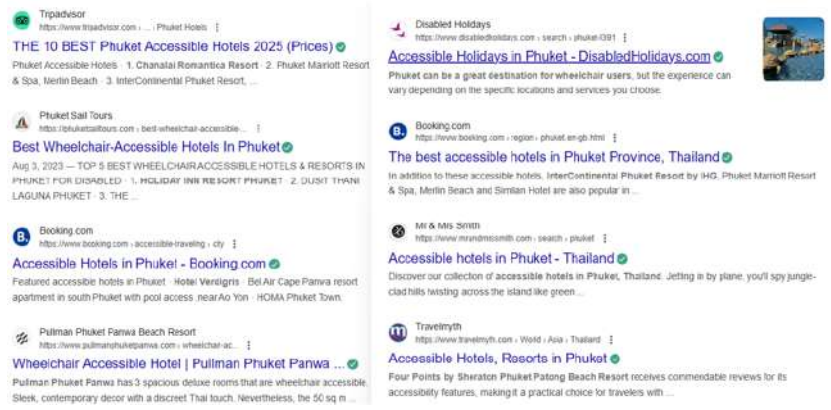 Tripadvisor
https://www.tripadvisor.com › ... › Phuket Hotels
THE 10 BEST Phuket Accessible Hotels 2025 (Prices)
Phuket Accessible Hotels · 1. Chanalai Romantica Resort · 2. Phuket Marriott Resort
& Spa, Merlin Beach · 3. InterContinental Phuket Resort, ...
Phuket Sail Tours
https://phuketsailtours.com › best-wheelchair-accessible...
Best Wheelchair-Accessible Hotels In Phuket
Aug 3, 2023 — TOP 5 BEST WHEELCHAIR ACCESSIBLE HOTELS & RESORTS IN
PHUKET FOR DISABLED · 1. HOLIDAY INN RESORT PHUKET · 2. DUSIT THANI
LAGUNA PHUKET · 3. THE ...
B.
Booking.com
https://www.booking.com › accessible-traveling › city
Accessible Hotels in Phuket - Booking.com
Featured accessible hotels in Phuket · Hotel Verdigris · Bel Air Cape Panwa resort
apartment in south Phuket with pool access ,near Ao Yon · HOMA Phuket Town.
Pullman Phuket Panwa Beach Resort
https://www.pullmanphuketpanwa.com › wheelchair-ac...
Wheelchair Accessible Hotel | Pullman Phuket Panwa ...
Pullman Phuket Panwa has 3 spacious deluxe rooms that are wheelchair accessible.
Sleek, contemporary decor with a discreet Thai touch. Nevertheless, the 50 sq m ...
Disabled Holidays
https://www.disabledholidays.com › search › phuket-l391
Accessible Holidays in Phuket - DisabledHolidays.com
Phuket can be a great destination for wheelchair users, but the experience can
vary depending on the specific locations and services you choose.
B.
Booking.com
https://www.booking.com › region › phuket.en-gb.html
The best accessible hotels in Phuket Province, Thailand
In addition to these accessible hotels, InterContinental Phuket Resort by IHG, Phuket Marriott Resort
& Spa, Merlin Beach and Similan Hotel are also popular in ...
Mr & Mrs Smith
https://www.mrandmrssmith.com › search › phuket
Accessible hotels in Phuket - Thailand
Discover our collection of accessible hotels in Phuket, Thailand. Jetting in by plane, you'll spy jungle-
clad hills twisting across the island like green ...
m
Travelmyth
https://www.travelmyth.com › World › Asia › Thailand
Accessible Hotels, Resorts in Phuket
Four Points by Sheraton Phuket Patong Beach Resort receives commendable reviews for its
accessibility features, making it a practical choice for travelers with ...